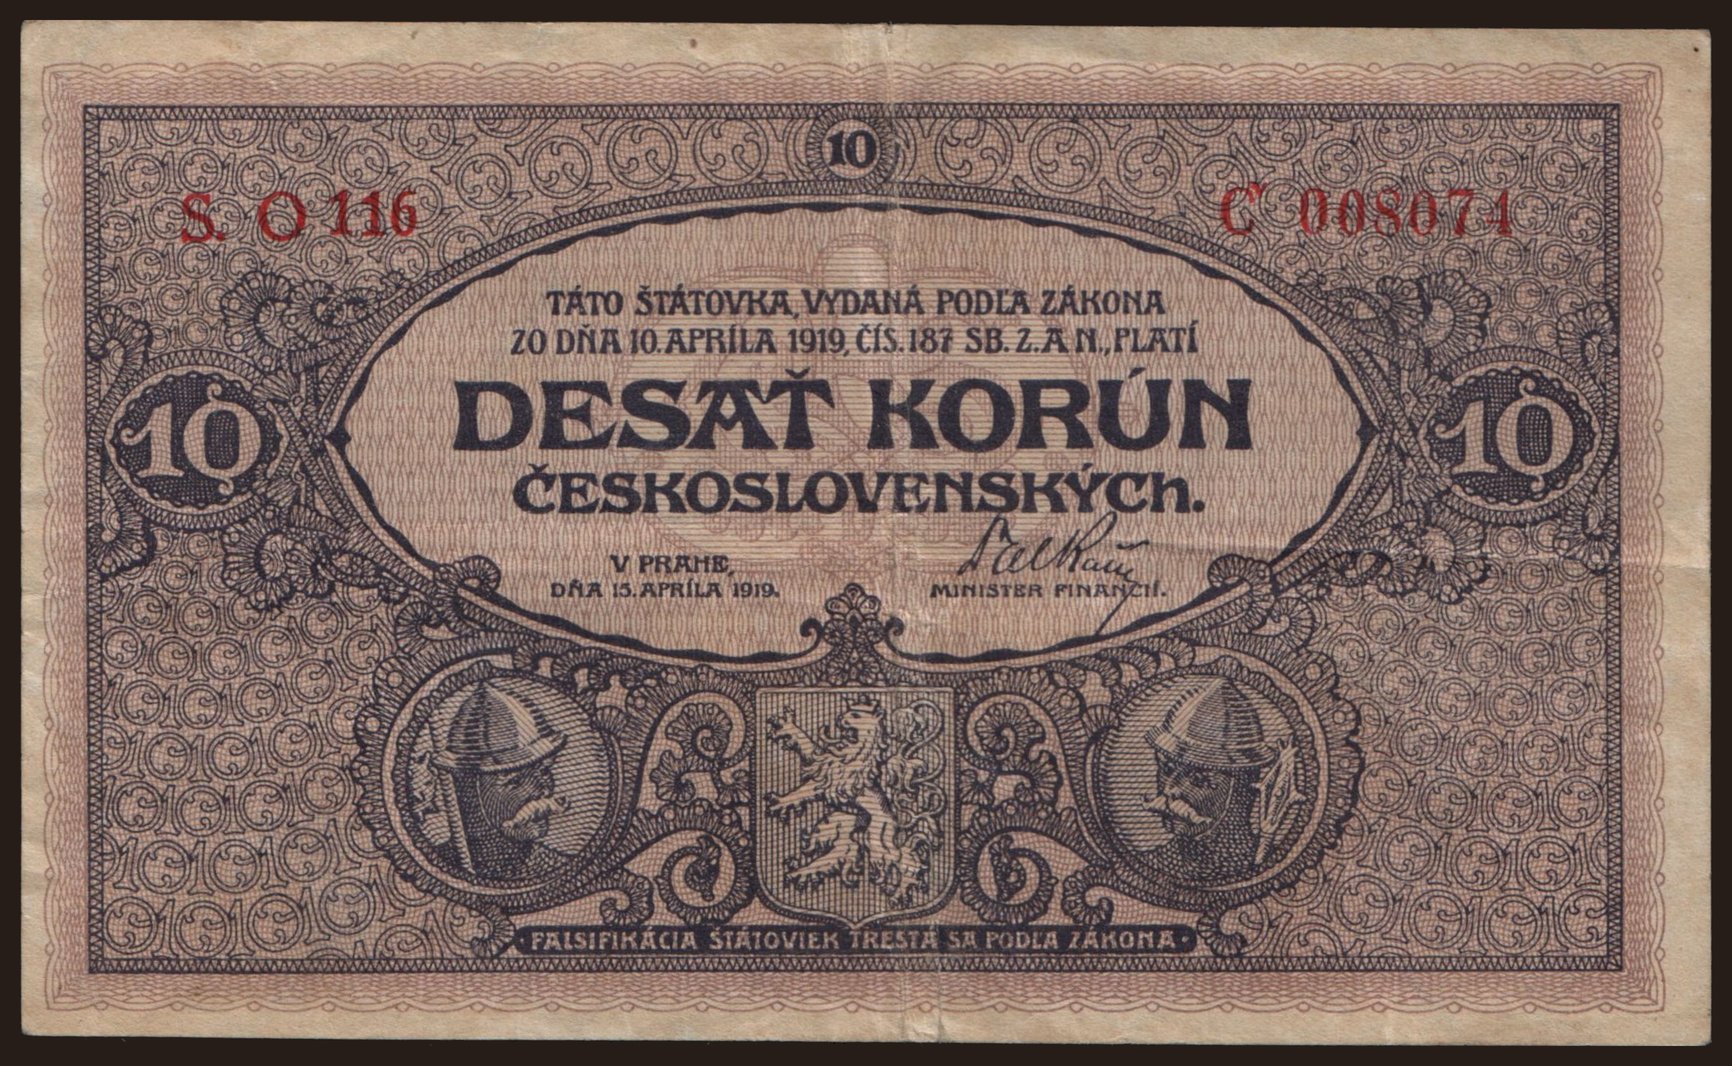 10
S. O 116
C 008074
TÁTO ŠTÁTOVKA, VYDANÁ PODĽA ZÁKONA
ZO DŇA 10. APRÍLA 1919, ČÍS. 187 SB. Z. A N., PLATÍ
10
DESAŤ KORÚN
10
ČESKOSLOVENSKÝCH.
V PRAHE,
DŇA 15. APRÍLA 1919.
MINISTER FINANCIÍ.
FALSIFIKÁCIA ŠTÁTOVIEK TRESTÁ SA PODĽA ZÁKONA